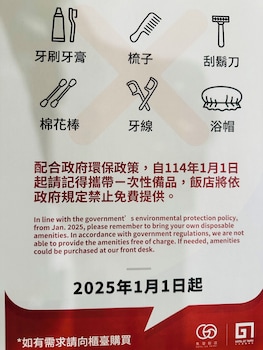 牙刷牙膏
梳子
刮鬍刀
棉花棒
牙線
浴帽
配合政府環保政策，自114年1月1日
起請記得攜帶一次性備品，飯店將依
政府規定禁止免費提供。
In line with the government's environmental protection policy,
from Jan. 2025, please remember to bring your own disposable
amenities. In accordance with government regulations, we are not
able to provide the amenities free of charge. If needed, amenities
could be purchased at our front desk.
2025年1月1日起
*如有需求請向櫃臺購買